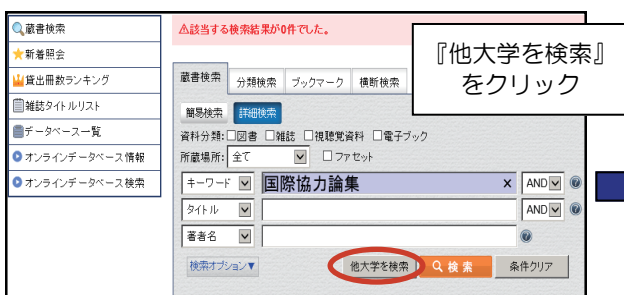 蔵書検索
新着照会
貸出冊数ランキング
雑誌タイトルリスト
データベース一覧
オンラインデータベース情報
オンラインデータベース検索
該当する検索結果が0件でした。
『他大学を検索』
をクリック
蔵書検索 分類検索 ブックマーク 横断検索
簡易検索 詳細検索
資料分類: 図書 雑誌 視聴覚資料 電子ブック
所蔵場所: 全て ファセット
キーワード 国際協力論集 x AND
タイトル AND
著者名
検索オプション▼ 他大学を検索 検索 条件クリア